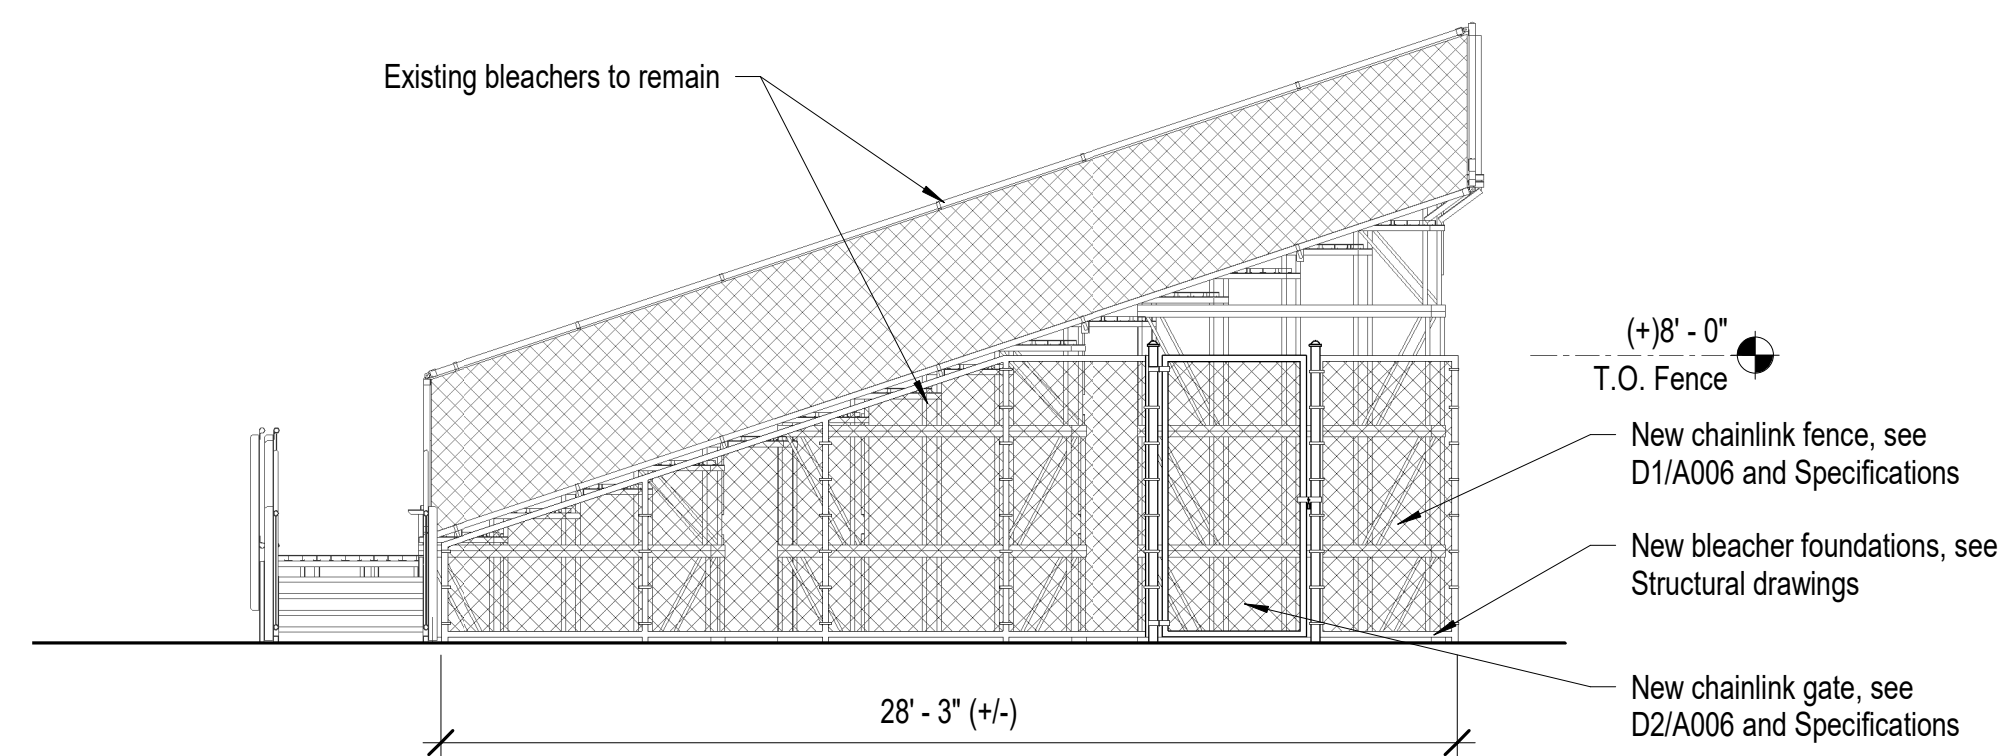 Existing bleachers to remain
(+)8' - 0"
T.O. Fence
New chainlink fence, see
D1/A006 and Specifications
New bleacher foundations, see
Structural drawings
New chainlink gate, see
D2/A006 and Specifications
28' - 3" (+/-)